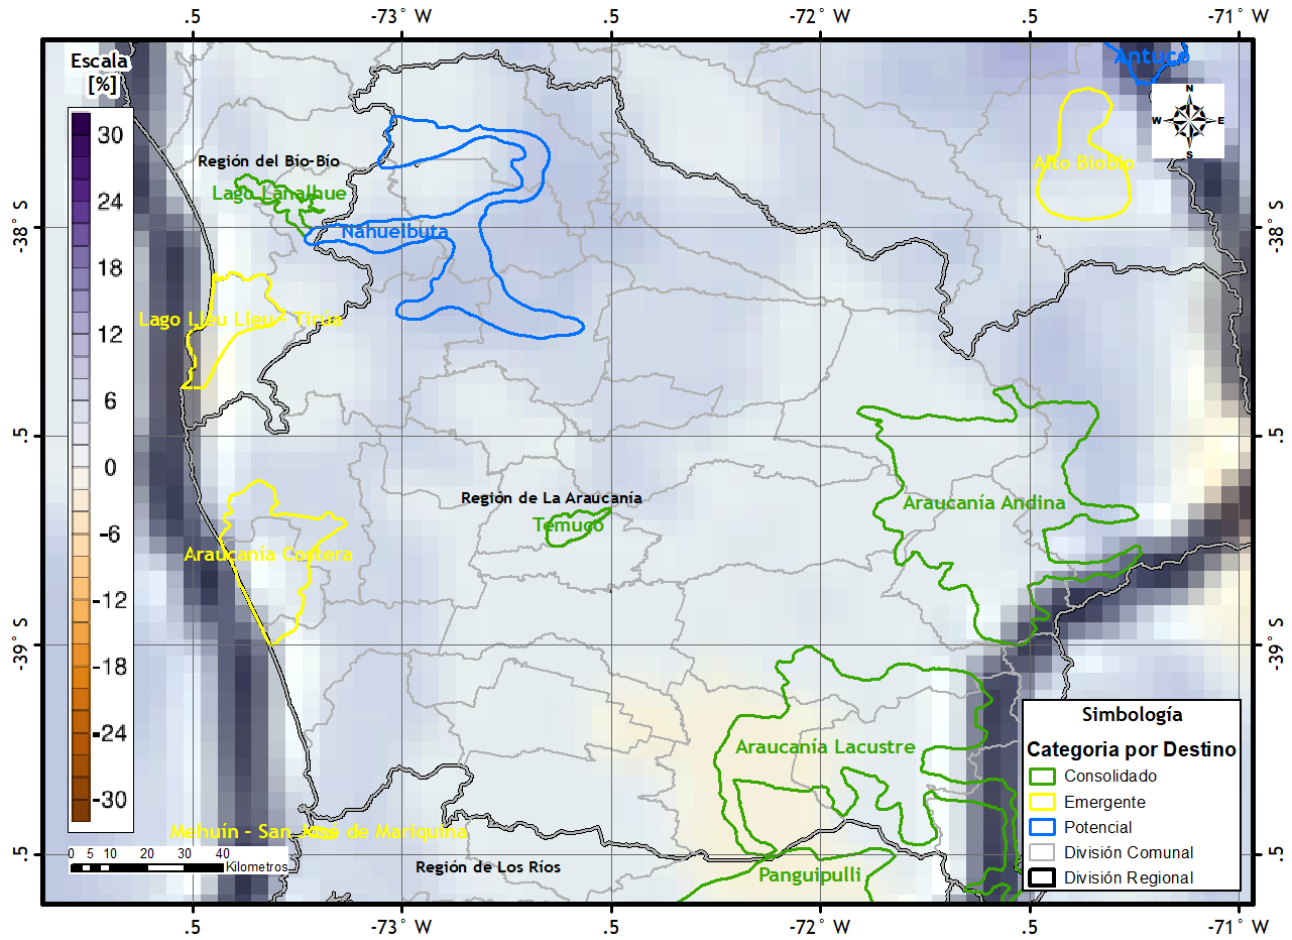 .5
-73° W
.5
-72° W
.5
-71° W
Escala
[%]
30
24
18
12
6
0
-6
-12
-18
-24
-30
-38° S
.5
-39° S
.5
-38° S
.5
-39° S
.5
Antuco
N
W
E
S
Región del Bío-Bío
Lago Lanalhue
Alto Biobío
Nahuelbuta
Lago Lleu Lleu - Tirúa
Región de La Araucanía
Temuco
Araucanía Andina
Araucanía Costera
Araucanía Lacustre
Mehuín - San José de Mariquina
Región de Los Ríos
Panguipulli
0 5 10 20 30 40
Kilometros
Simbología
Categoria por Destino
Consolidado
Emergente
Potencial
División Comunal
División Regional
.5
-73° W
.5
-72° W
.5
-71° W